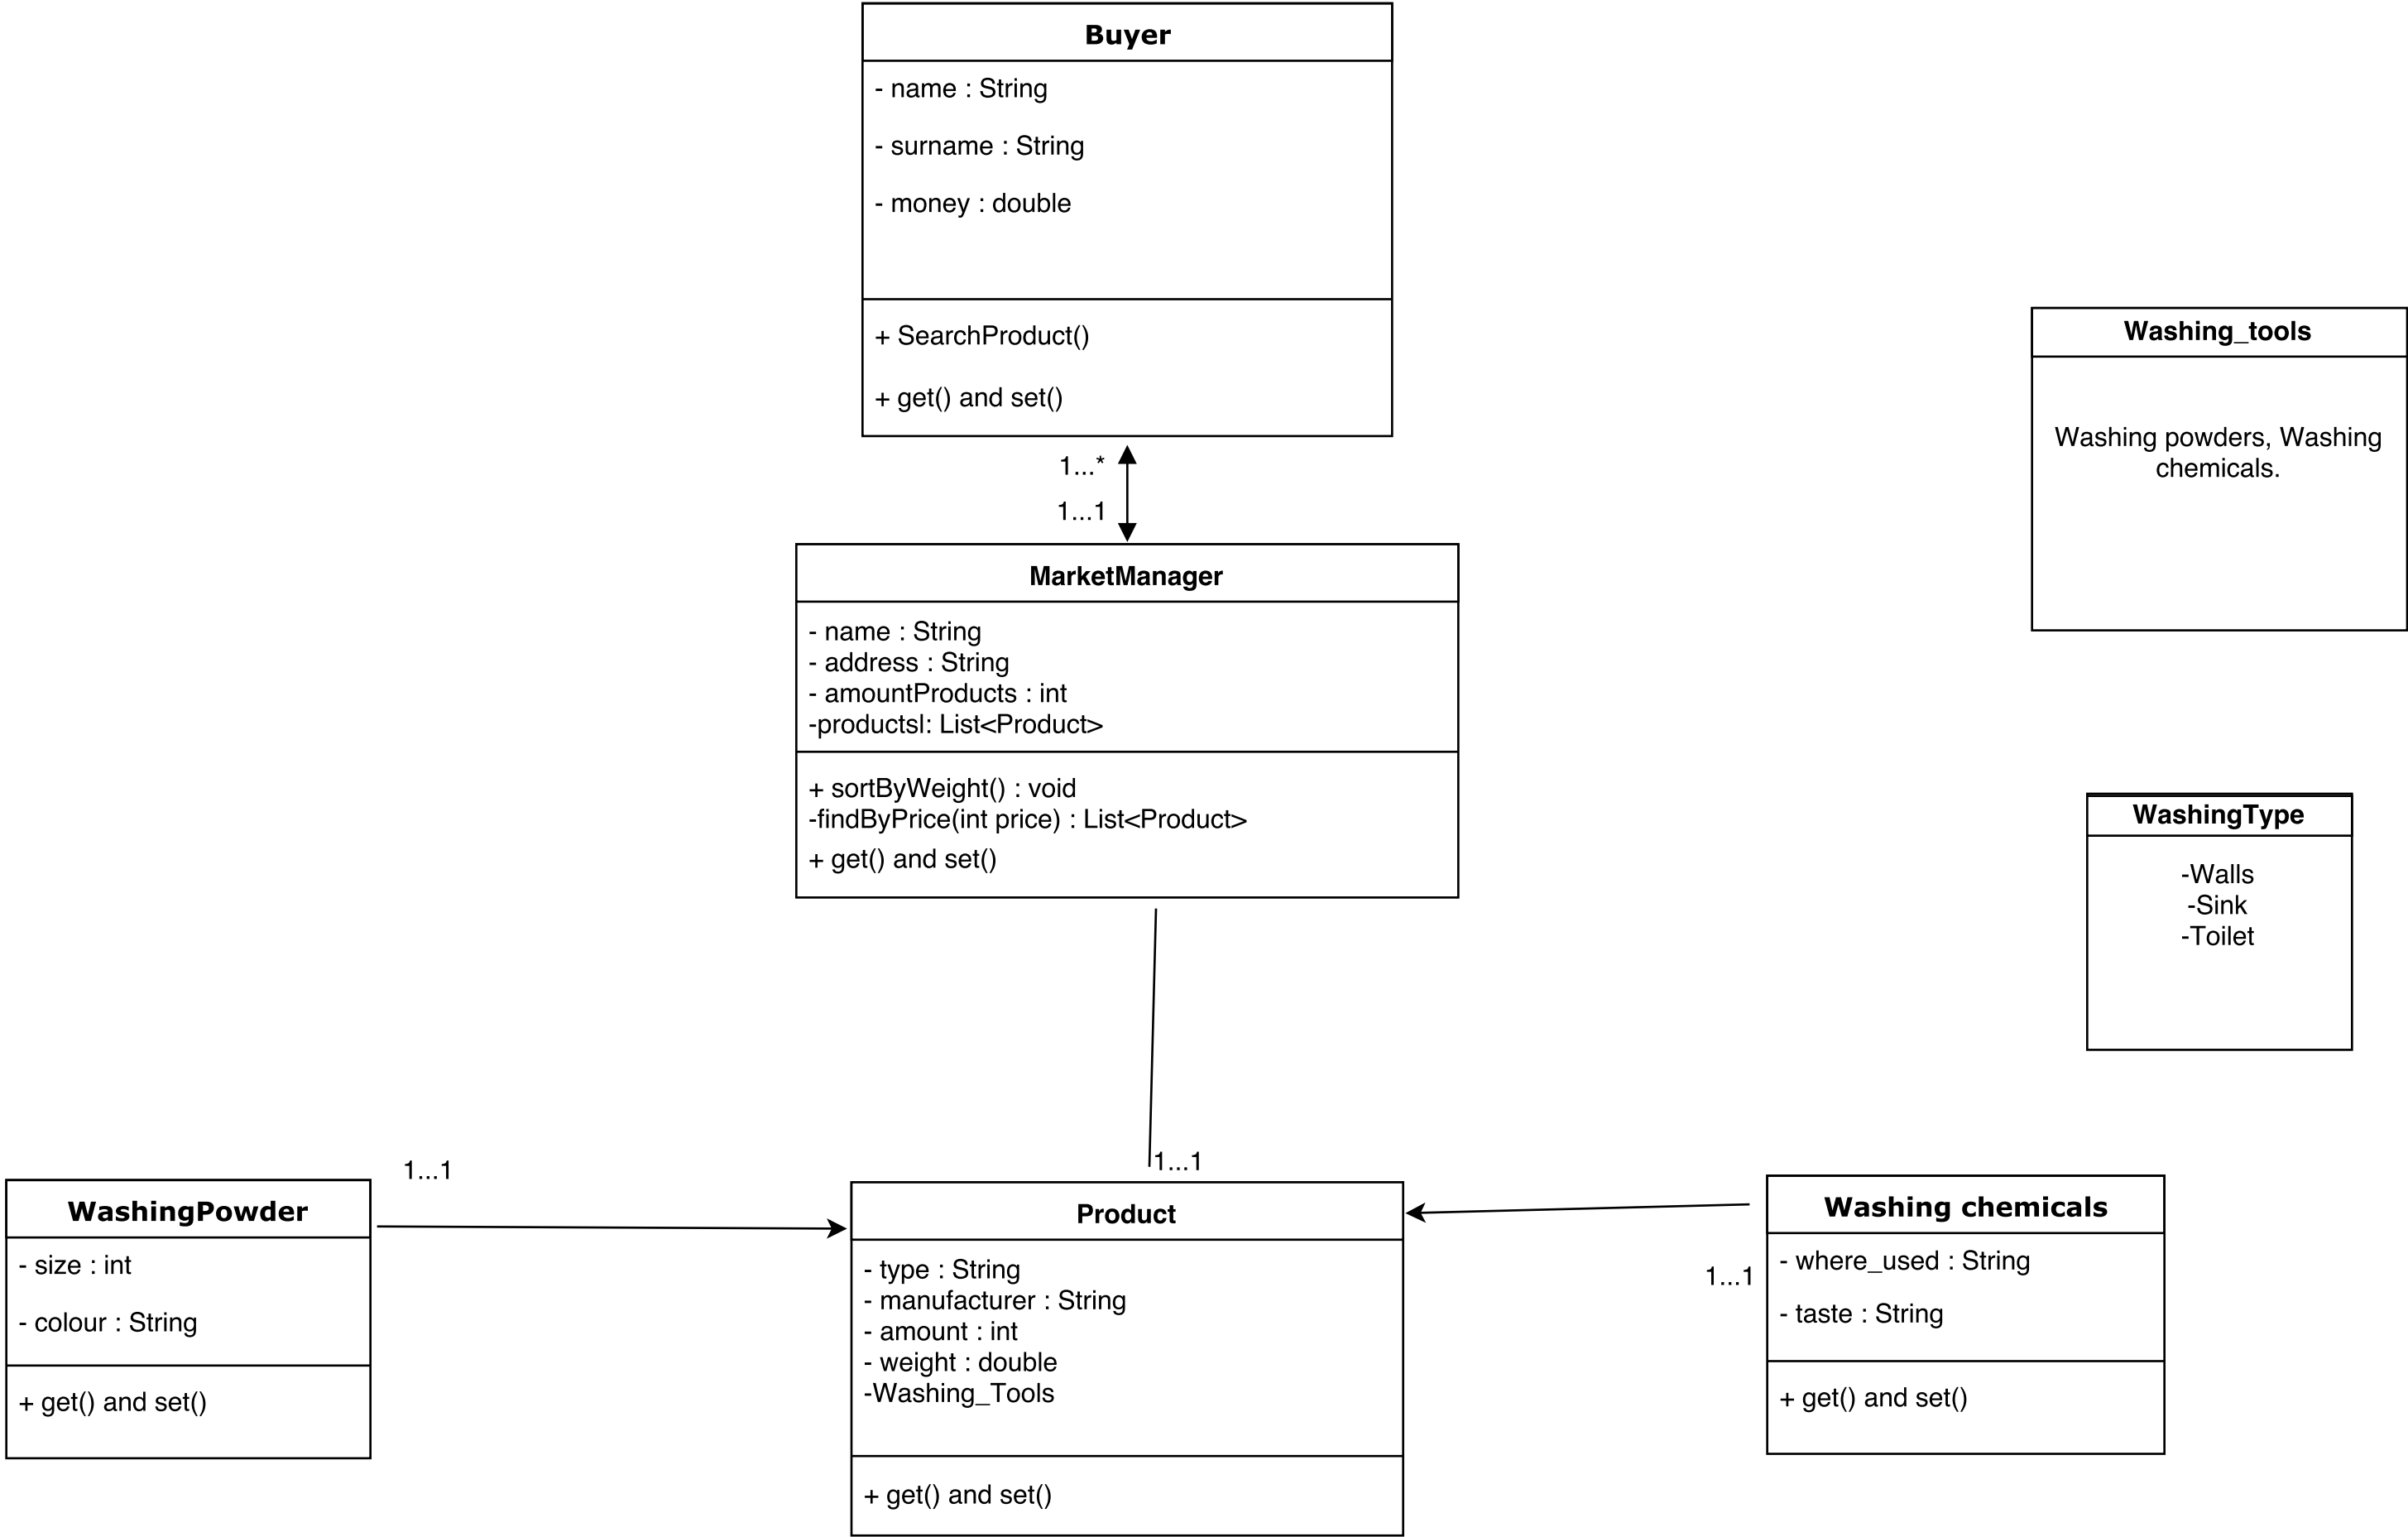 Buyer
- name : String
- surname : String
- money : double
+ SearchProduct()
+ get() and set()
1...*
1...1
Washing_tools
Washing powders, Washing
chemicals.
MarketManager
- name : String
- address : String
- amountProducts : int
-productsl: List<Product>
+ sortByWeight() : void
-findByPrice(int price) : List<Product>
+ get() and set()
WashingType
-Walls
-Sink
-Toilet
1...1
WashingPowder
- size : int
- colour : String
+ get() and set()
1...1
Product
- type : String
- manufacturer : String
- amount : int
- weight : double
-Washing_Tools
+ get() and set()
1...1
Washing chemicals
- where_used : String
- taste : String
+ get() and set()